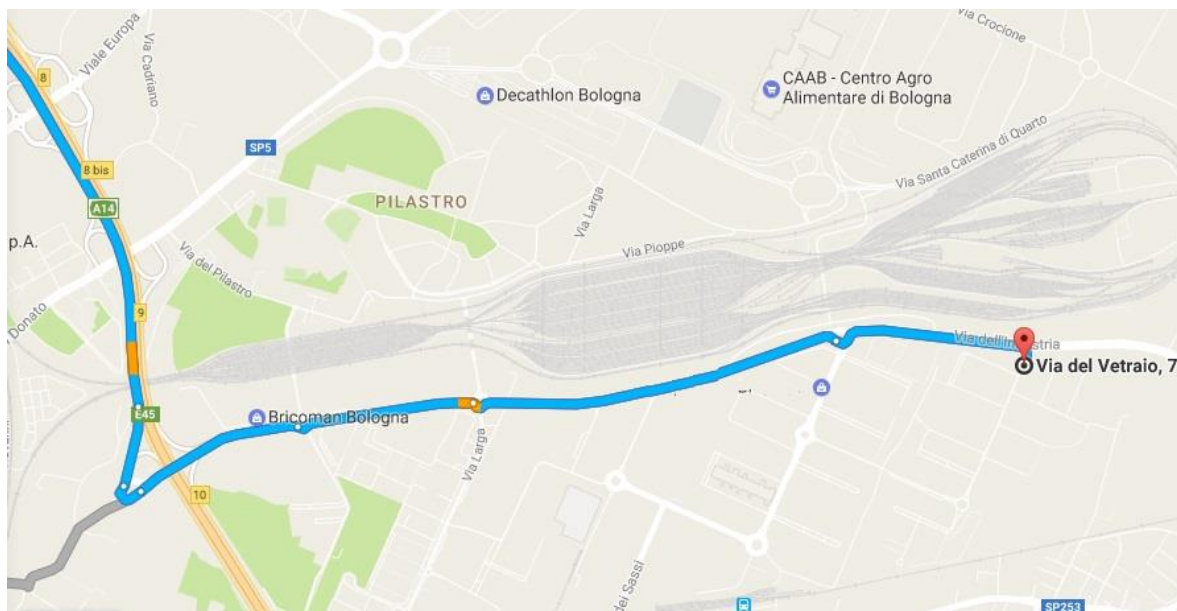 Viale Europa
Via Cadriano
8
Via Crocione
Decathlon Bologna
CAAB - Centro Agro
Alimentare di Bologna
SP5
8 bis
A14
Via Santa Caterina di Quarto
PILASTRO
Via Larga
p.A.
Via Pioppe
Via del Pilastro
Donato
9
Via dell'In stria
Via del Vetraio, 7
E45
Bricoman Bologna
Via Larga
10
dei Sassi
SP253